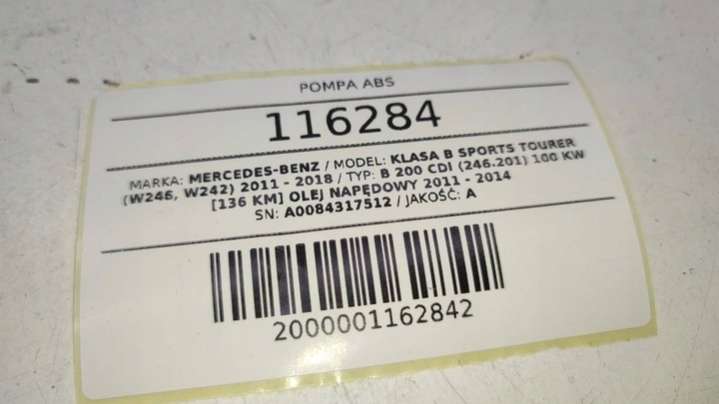 POMPA ABS
116284
MARKA: MERCEDES-BENZ / MODEL: KLASA B SPORTS TOURER
(W246, W242) 2011 - 2018 / TYP: B 200 CDI (246.201) 100 KW
[136 KM] OLEJ NAPĘDOWY 2011 - 2014
SN: A0084317512 / JAKOŚĆ: A
2000001162842